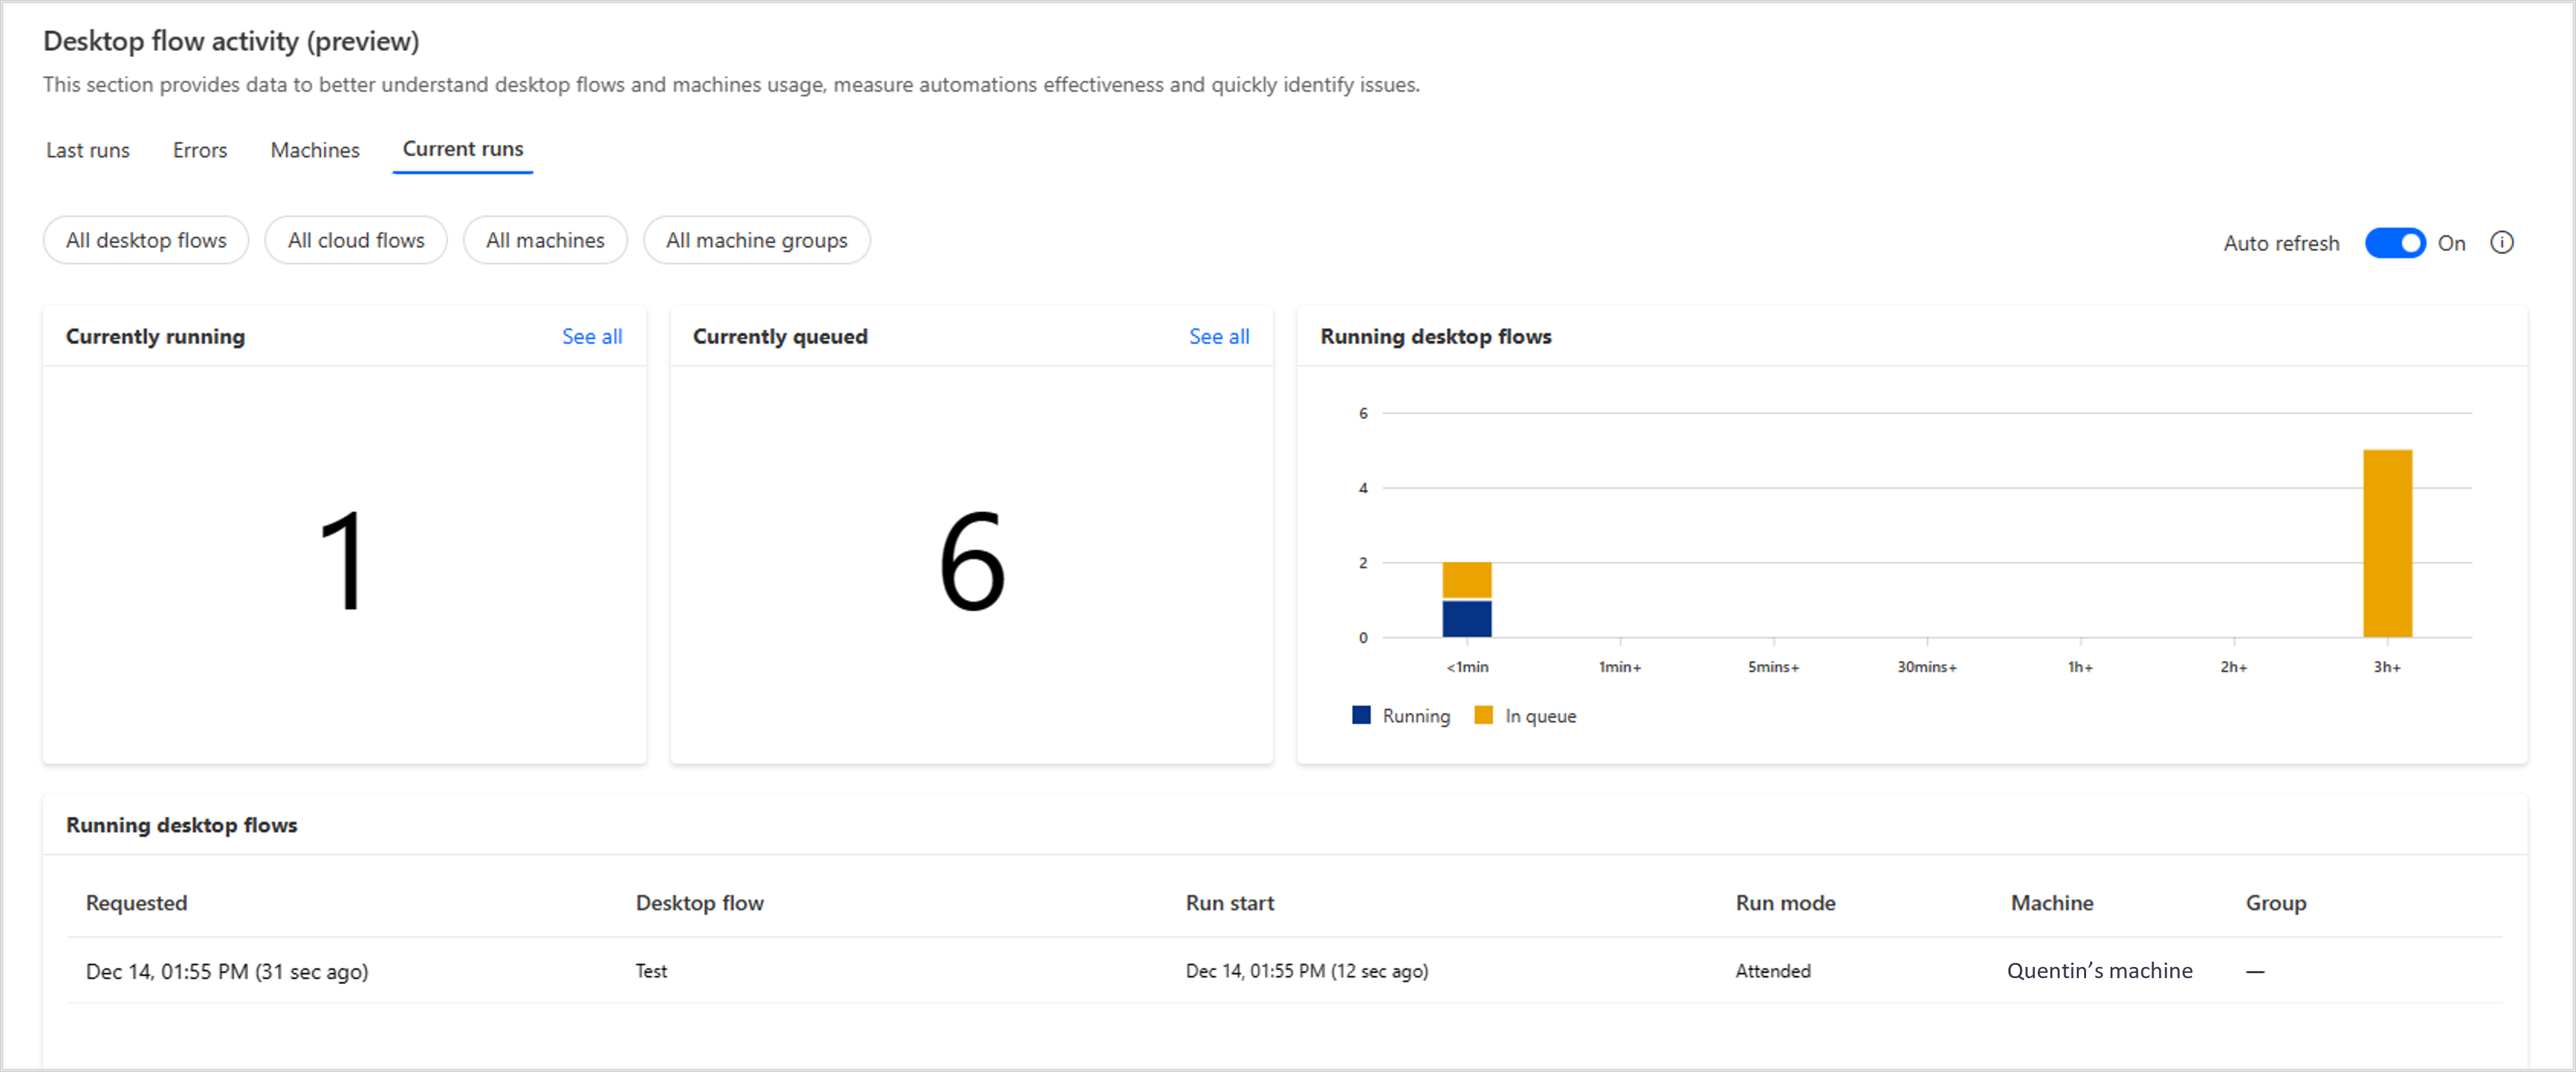 Desktop flow activity (preview)
This section provides data to better understand desktop flows and machines usage, measure automations effectiveness and quickly identify issues.
Last runs Errors Machines Current runs
All desktop flows All cloud flows All machines All machine groups Auto refresh On
Currently running See all Currently queued See all Running desktop flows
1
6
6
4
2
0
<1min 1min+ 5mins+ 30mins+ 1h+ 2h+ 3h+
Running In queue
Running desktop flows
Requested Desktop flow Run start Run mode Machine Group
Dec 14, 01:55 PM (31 sec ago) Test Dec 14, 01:55 PM (12 sec ago) Attended Quentin’s machine —